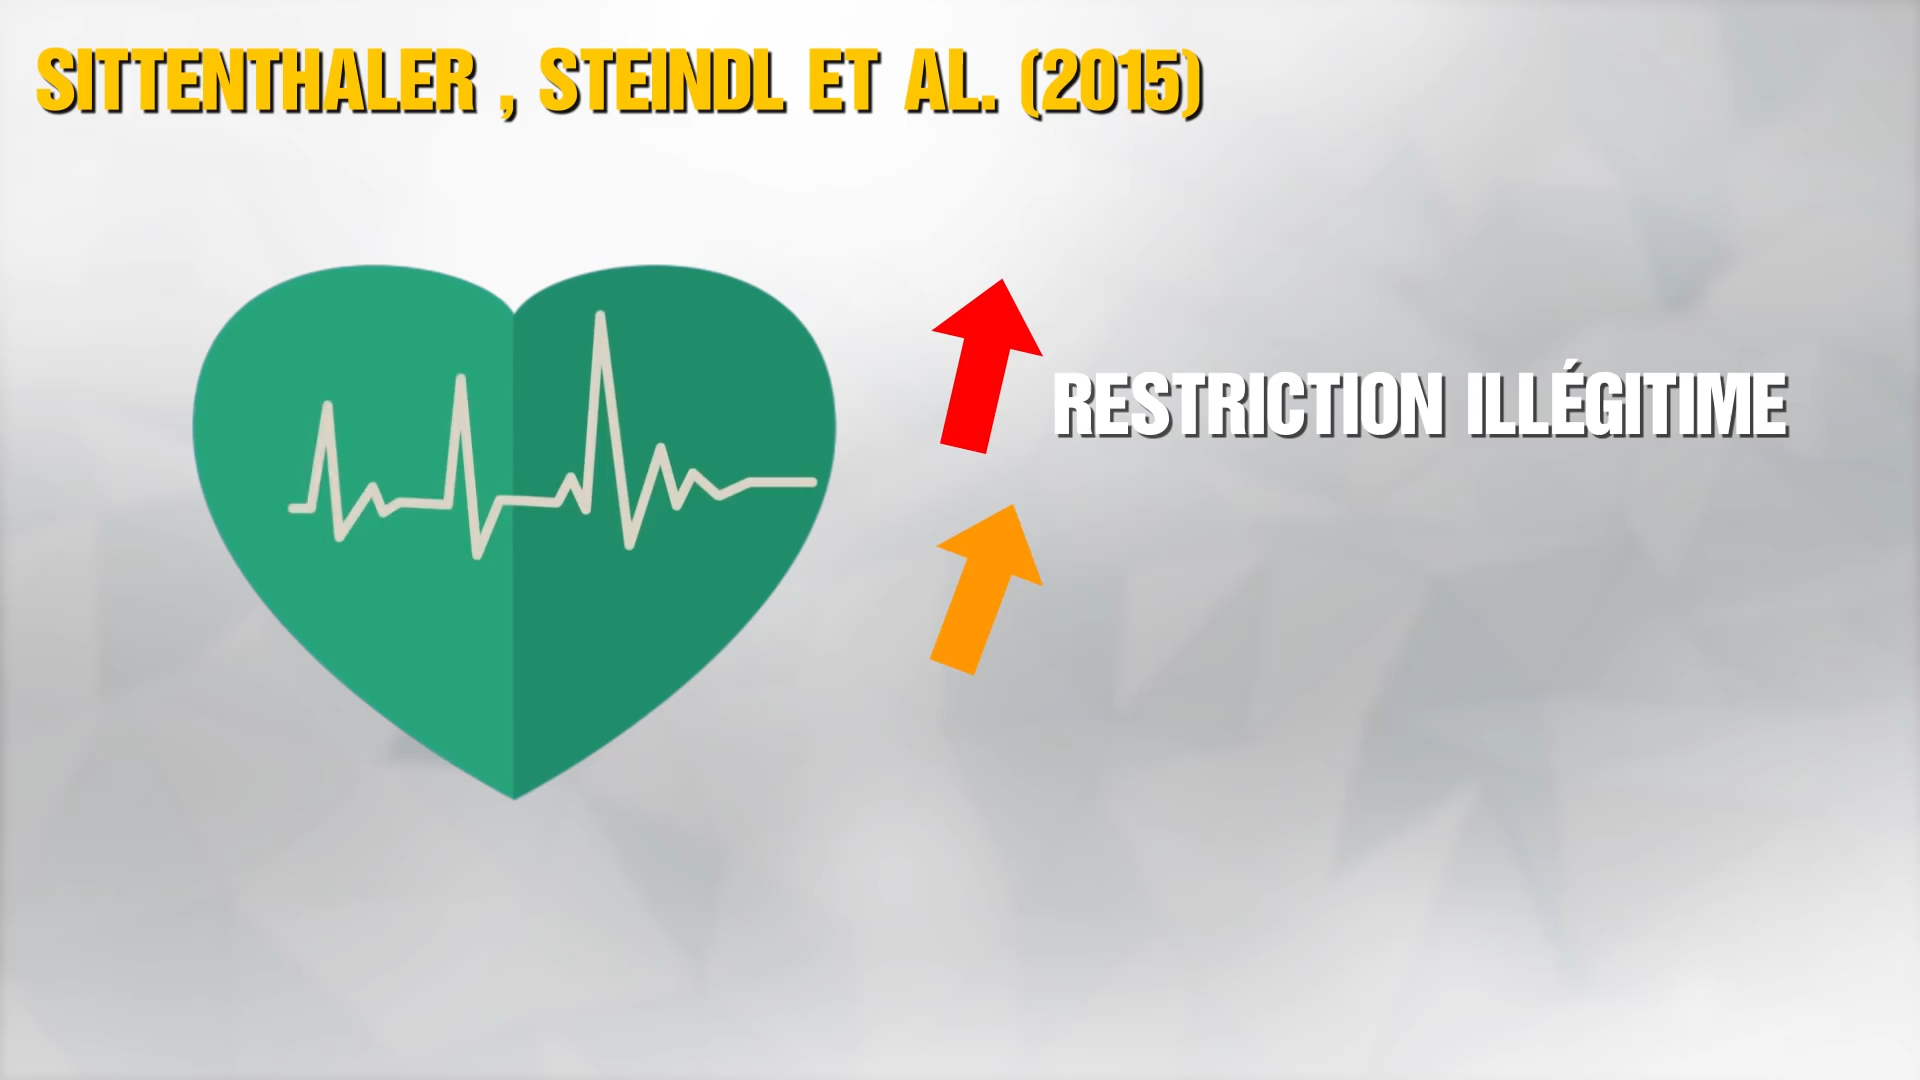 SITTENTHALER , STEINDL ET AL. (2015)
RESTRICTION ILLÉGITIME